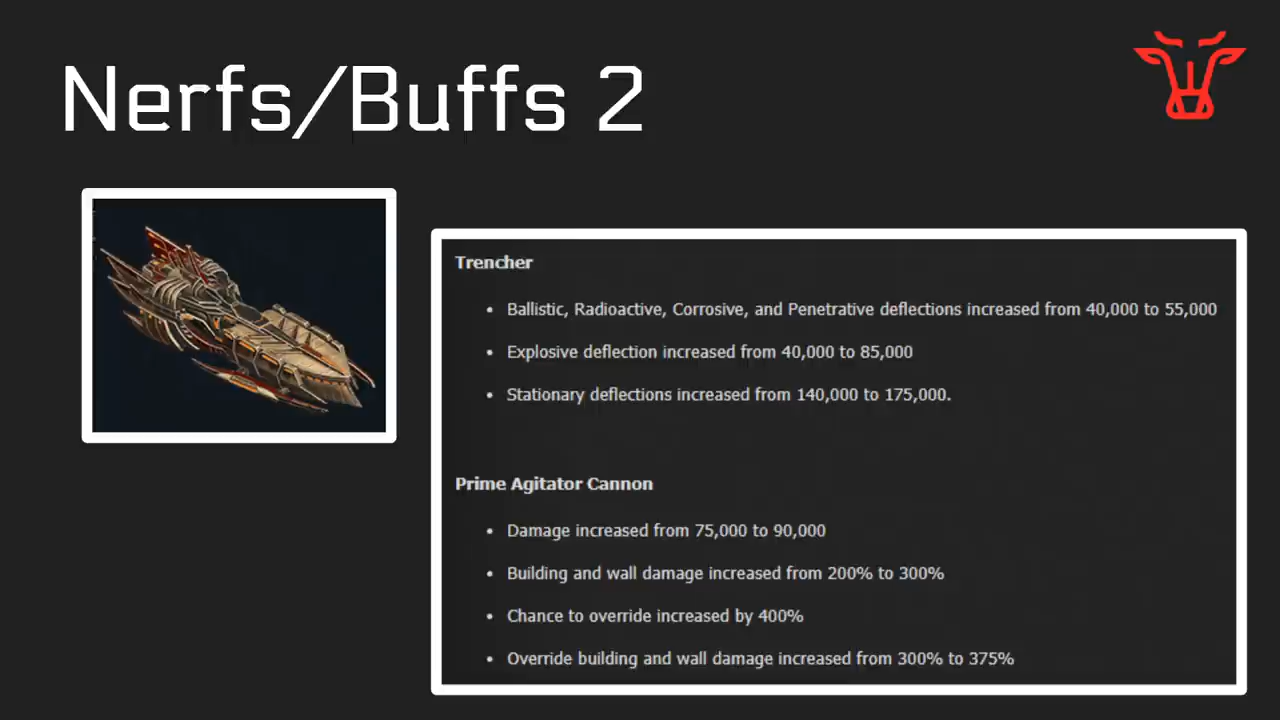 Nerfs/Buffs 2
Trencher
• Ballistic, Radioactive, Corrosive, and Penetrative deflections increased from 40,000 to 55,000
• Explosive deflection increased from 40,000 to 85,000
• Stationary deflections increased from 140,000 to 175,000.
Prime Agitator Cannon
• Damage increased from 75,000 to 90,000
• Building and wall damage increased from 200% to 300%
• Chance to override increased by 400%
• Override building and wall damage increased from 300% to 375%